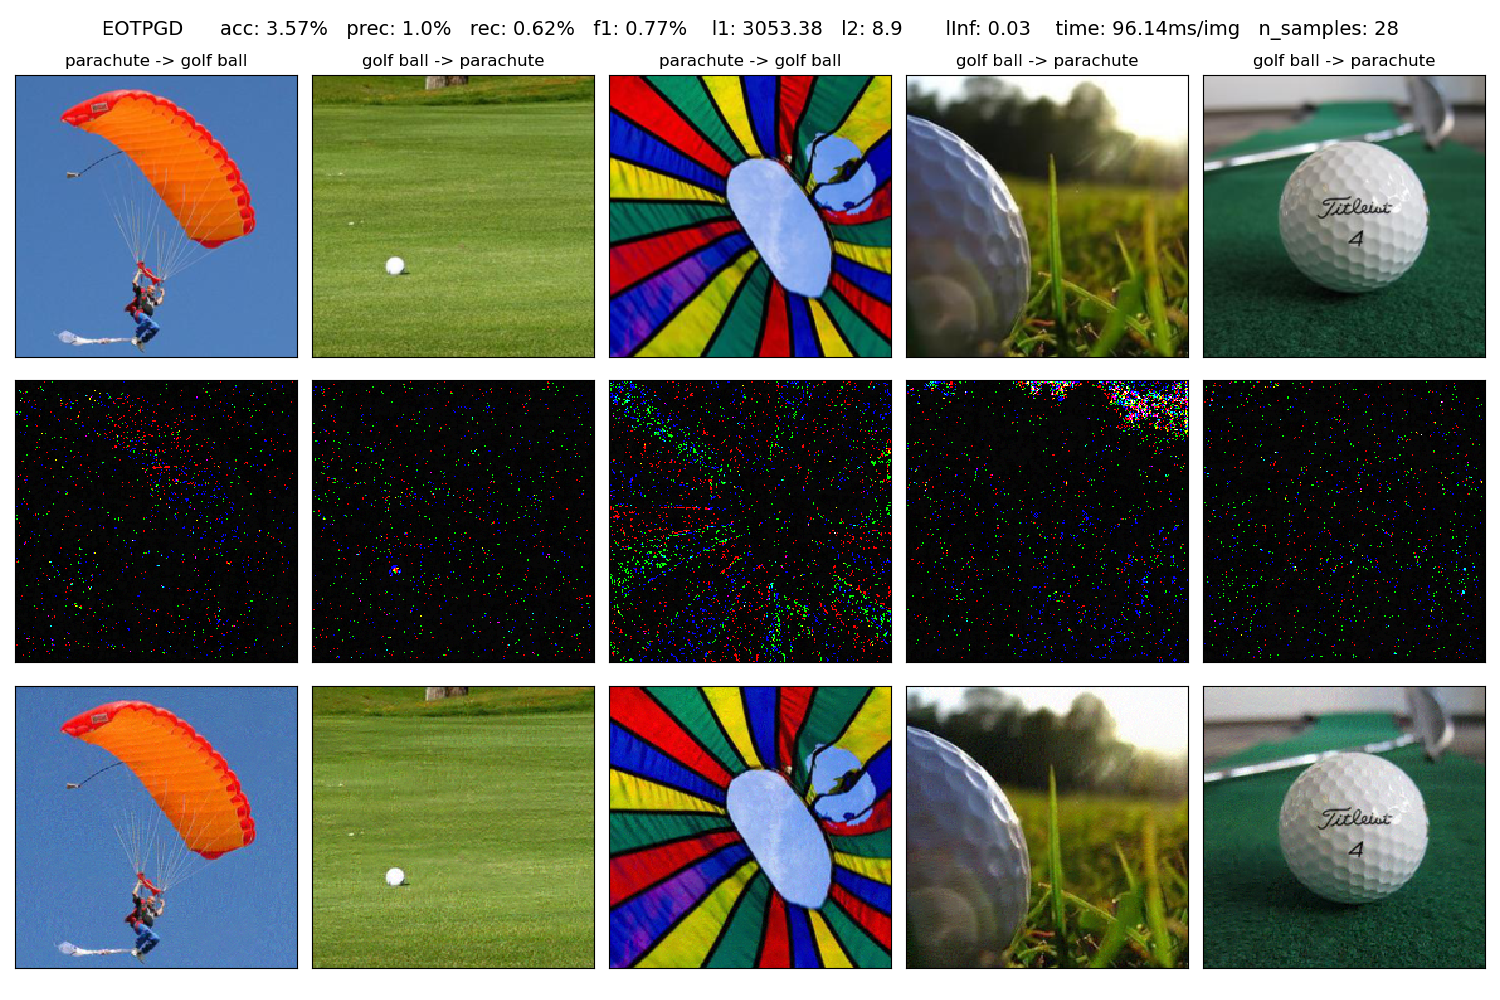 EOTPGD acc: 3.57% prec: 1.0% rec: 0.62% f1: 0.77% l1: 3053.38 l2: 8.9 lInf: 0.03 time: 96.14ms/img n_samples: 28
parachute -> golf ball
golf ball -> parachute
parachute -> golf ball
golf ball -> parachute
golf ball -> parachute
Titleist
4
Titleist
4